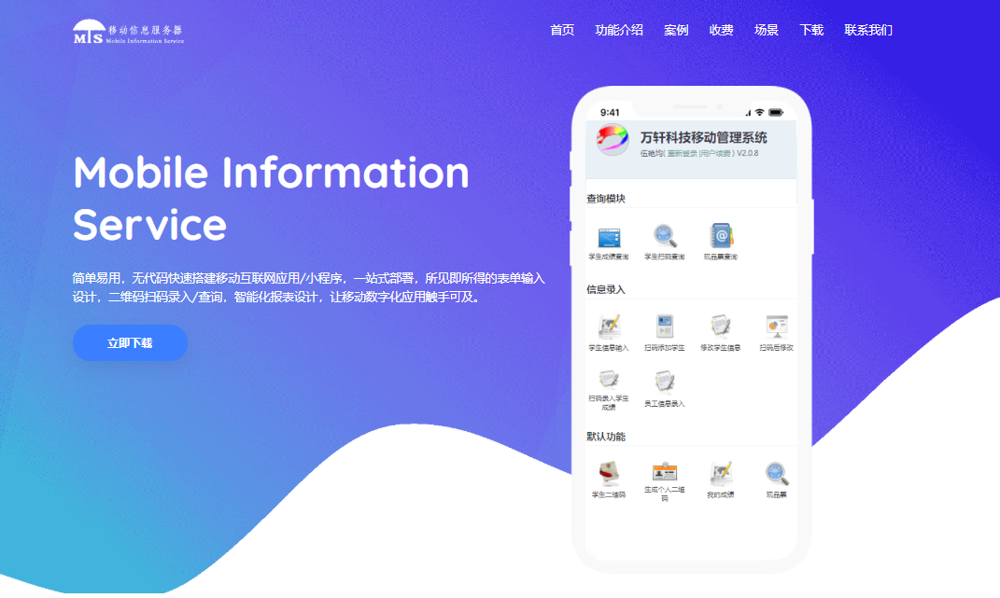 MIS 移动信息服务器
Mobile Information Service
首页 功能介绍 案例 收费 场景 下载 联系我们
Mobile Information
Service
简单易用，无代码快速搭建移动互联网应用/小程序，一站式部署，所见即所得的表单输入
设计，二维码扫码录入/查询，智能化报表设计，让移动数字化应用触手可及。
立即下载
9:41
万轩科技移动管理系统
伍艳均( 重新登录 |用户续费 ) V2.0.8
查询模块
学生成绩查询 学生扫码查询 现品票查询
信息录入
学生信息输入 扫码添加学生 修改学生信息 扫码后修改
扫码录入学生
成绩
员工信息录入
默认功能
学生二维码 生成个人二维
码
我的成绩 现品票